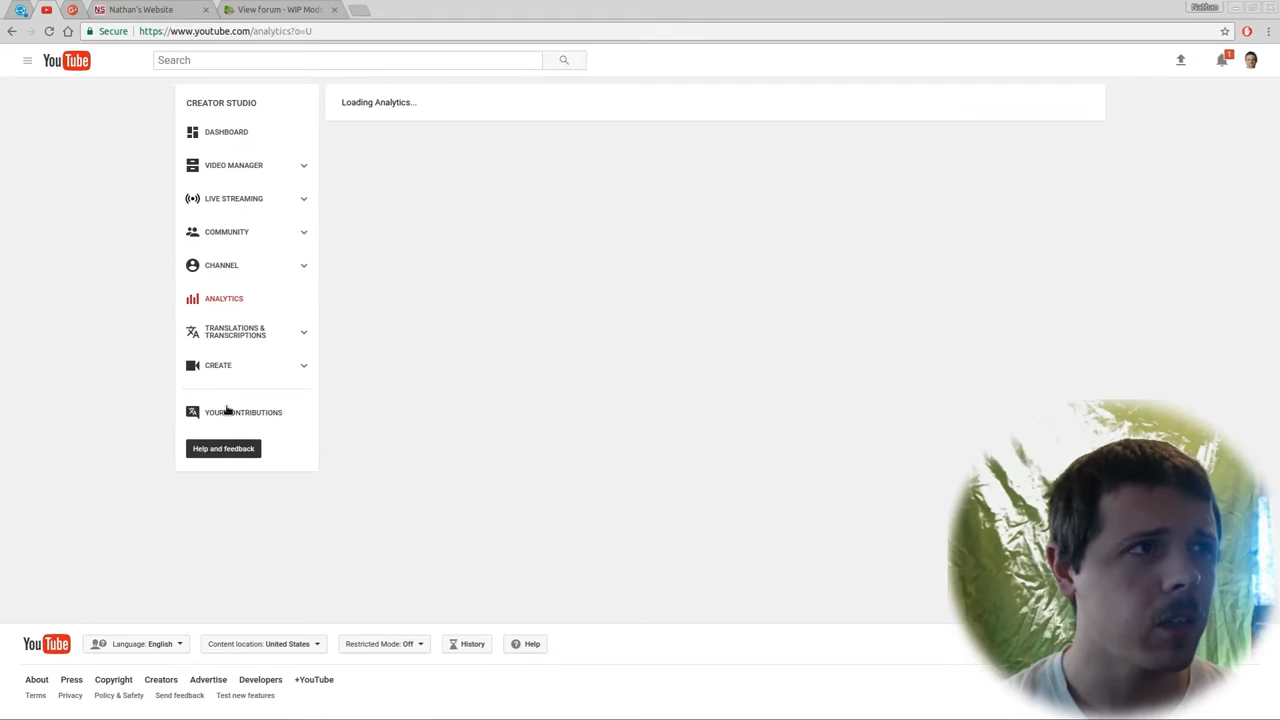 Nathan's Website
View forum - WIP Mod
Nathan
Secure
https://www.youtube.com/analytics?o=U
YouTube
Search
1
CREATOR STUDIO
Loading Analytics...
DASHBOARD
VIDEO MANAGER
LIVE STREAMING
COMMUNITY
CHANNEL
ANALYTICS
TRANSLATIONS &
TRANSCRIPTIONS
CREATE
YOUR CONTRIBUTIONS
Help and feedback
YouTube
Language: English
Content location: United States
Restricted Mode: Off
History
Help
About Press Copyright Creators Advertise Developers +YouTube
Terms Privacy Policy & Safety Send feedback Test new features